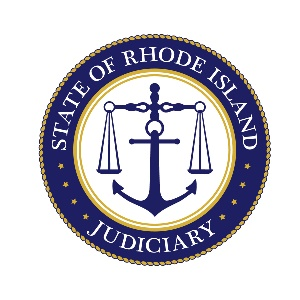 STATE OF RHODE ISLAND
JUDICIARY